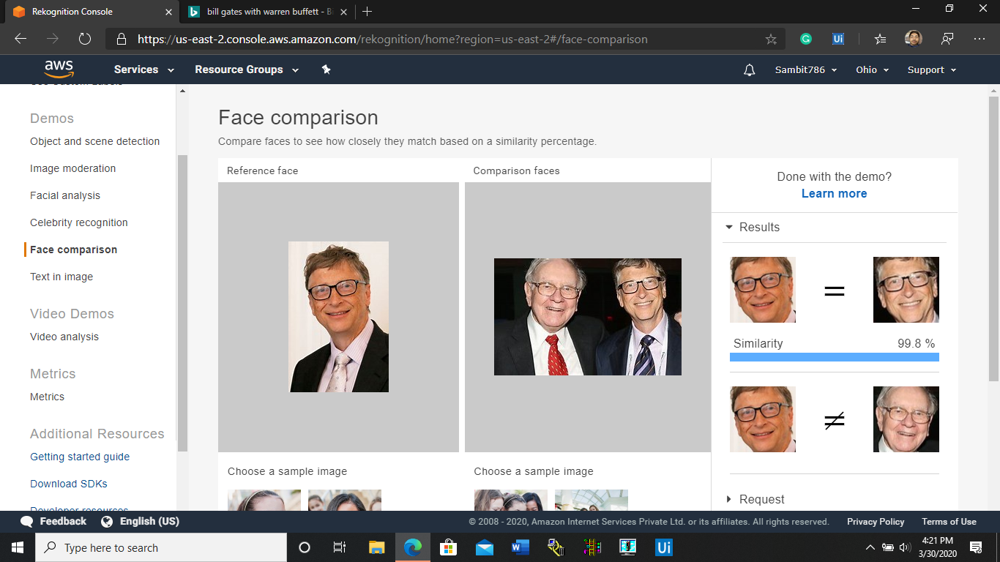 Rekognition Console
bill gates with warren buffett - B
https://us-east-2.console.aws.amazon.com/rekognition/home?region=us-east-2#/face-comparison
Ui
aws
Services
Resource Groups
Sambit786
Ohio
Support
Use Custom Labels
Demos
Object and scene detection
Image moderation
Facial analysis
Celebrity recognition
Face comparison
Text in image
Video Demos
Video analysis
Metrics
Metrics
Additional Resources
Getting started guide
Download SDKs
Developer resources
Face comparison
Compare faces to see how closely they match based on a similarity percentage.
Reference face
Comparison faces
Choose a sample image
Choose a sample image
Done with the demo?
Learn more
Results
=
Similarity
99.8 %
≠
Request
Feedback
English (US)
© 2008 - 2020, Amazon Internet Services Private Ltd. or its affiliates. All rights reserved.
Privacy Policy
Terms of Use
Type here to search
Ui
4:21 PM
3/30/2020